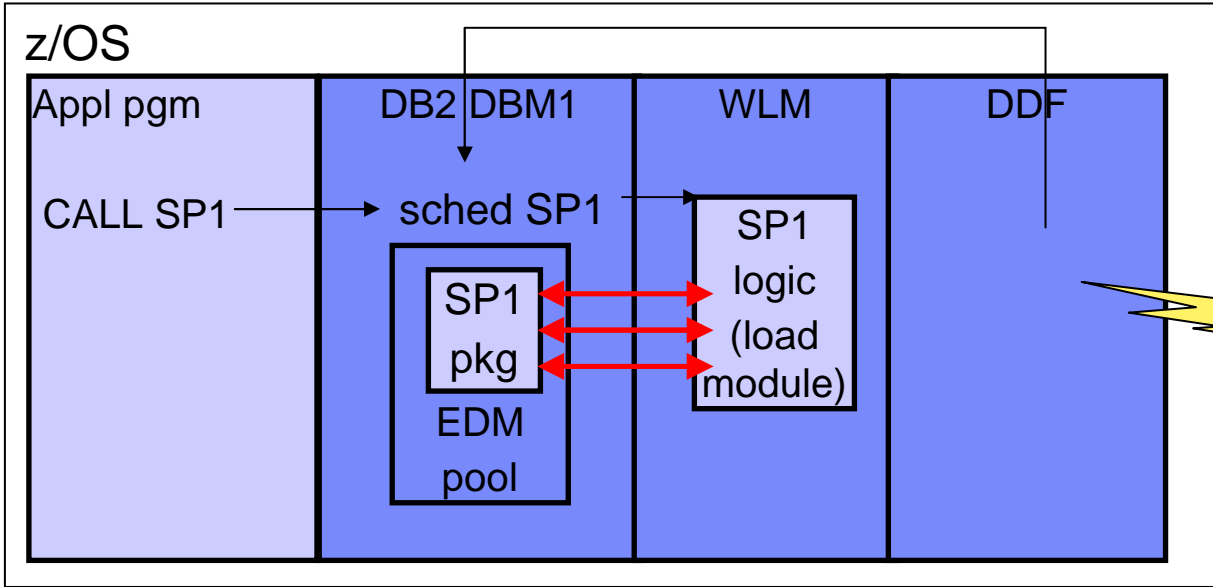 z/OS
Appl pgm
DB2 DBM1
WLM
DDF
CALL SP1
sched SP1
SP1
pkg
EDM
pool
SP1
logic
(load
module)